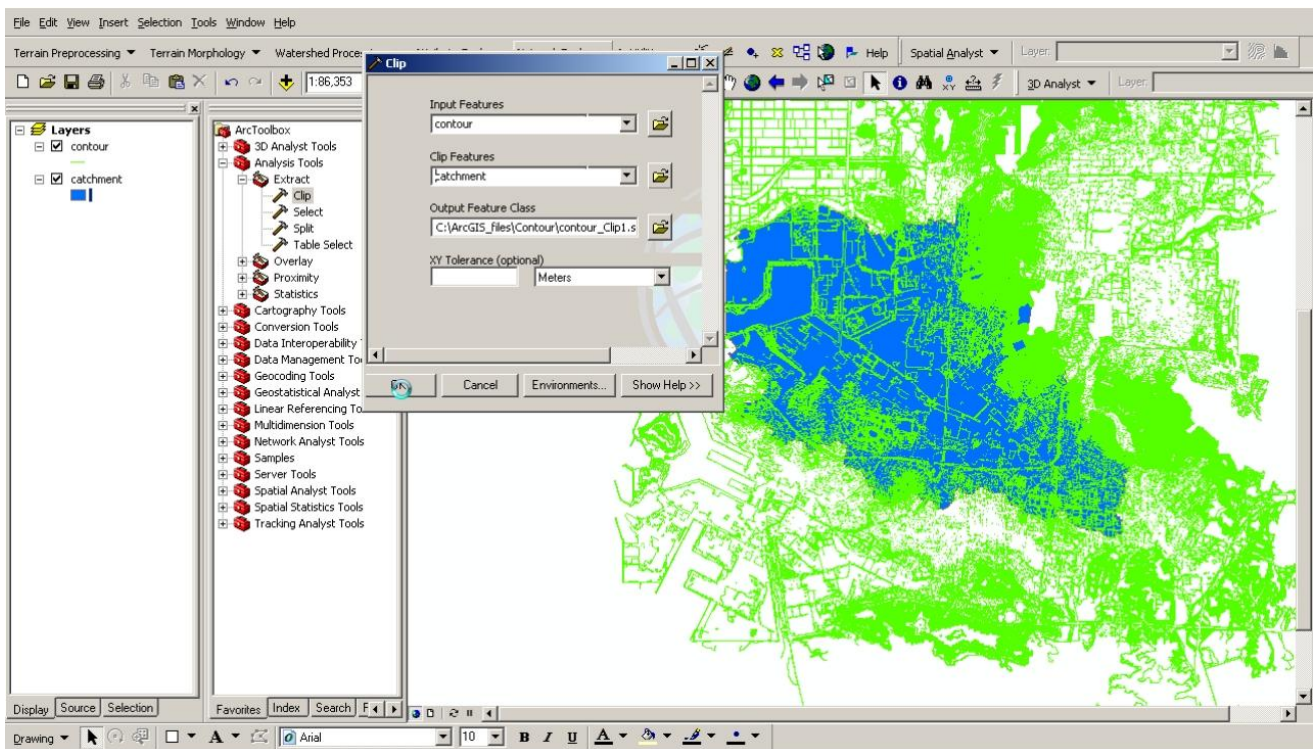 File Edit View Insert Selection Tools Window Help
Terrain Preprocessing Terrain Morphology Watershed Help Spatial Analyst Layer:
1:86,353 3D Analyst Layer:
Clip
Input Features
contour
Clip Features
catchment
Output Feature Class
C:\ArcGIS_files\Contour\contour_Clip1.s
XY Tolerance (optional)
Meters
Cancel Environments... Show Help >>
Layers
contour
catchment
ArcToolbox
3D Analyst Tools
Analysis Tools
Extract
Clip
Select
Split
Table Select
Overlay
Proximity
Statistics
Cartography Tools
Conversion Tools
Data Interoperability
Data Management
Geocoding Tools
Geostatistical Analyst
Linear Referencing
Multidimension Tools
Network Analyst Tools
Samples
Server Tools
Spatial Analyst Tools
Spatial Statistics Tools
Tracking Analyst Tools
Display Source Selection Favorites Index Search
Drawing A Arial 10 B I U A